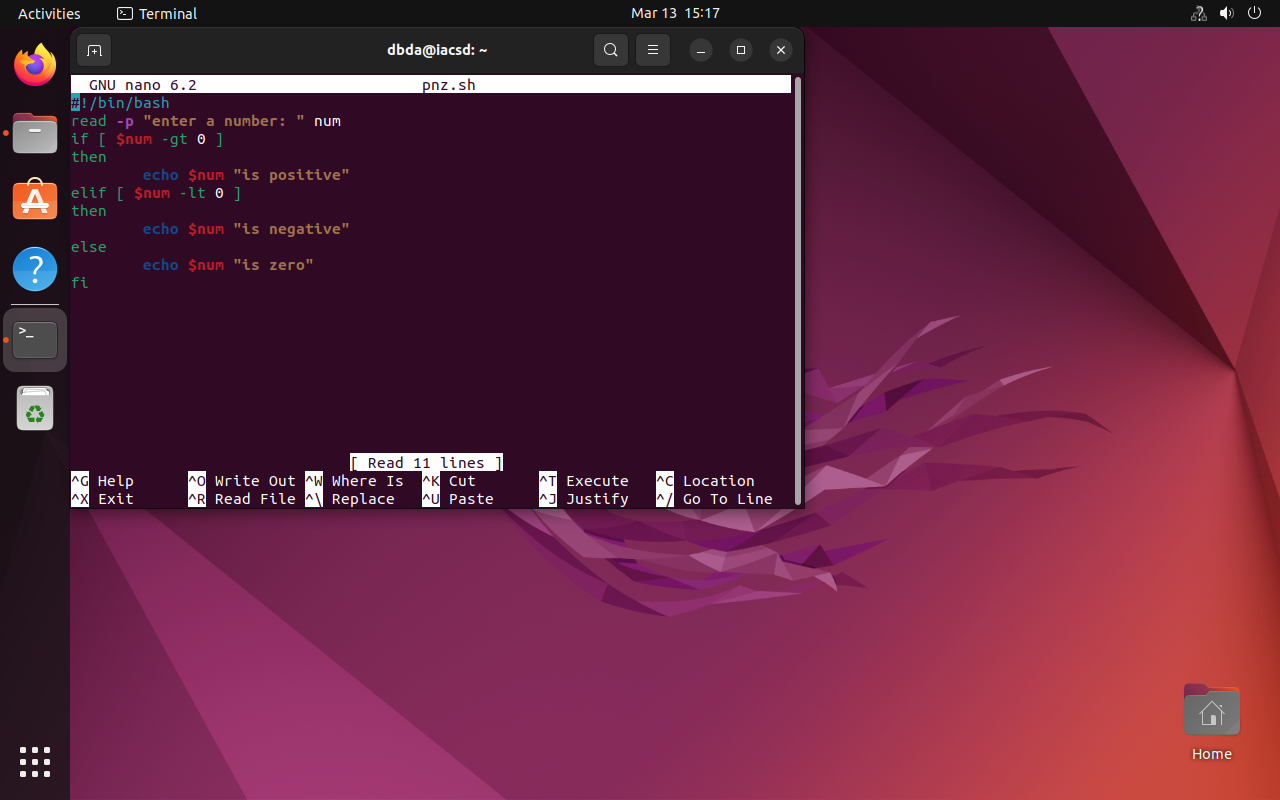 Activities Terminal Mar 13 15:17
dbda@iacsd: ~
GNU nano 6.2 pnz.sh
#!/bin/bash
read -p "enter a number: " num
if [ $num -gt 0 ]
then
        echo $num "is positive"
elif [ $num -lt 0 ]
then
        echo $num "is negative"
else
        echo $num "is zero"
fi
[ Read 11 lines ]
^G Help ^O Write Out ^W Where Is ^K Cut ^T Execute ^C Location
^X Exit ^R Read File ^\ Replace ^U Paste ^J Justify ^/ Go To Line
Home